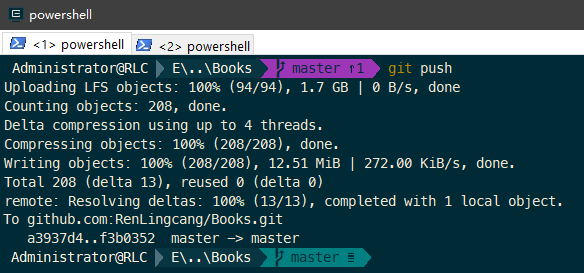 powershell
<1> powershell <2> powershell
Administrator@RLC E\..\Books master ↑1 git push
Uploading LFS objects: 100% (94/94), 1.7 GB | 0 B/s, done
Counting objects: 208, done.
Delta compression using up to 4 threads.
Compressing objects: 100% (208/208), done.
Writing objects: 100% (208/208), 12.51 MiB | 272.00 KiB/s, done.
Total 208 (delta 13), reused 0 (delta 0)
remote: Resolving deltas: 100% (13/13), completed with 1 local object.
To github.com:RenLingcang/Books.git
a3937d4..f3b0352 master -> master
Administrator@RLC E\..\Books master ≡